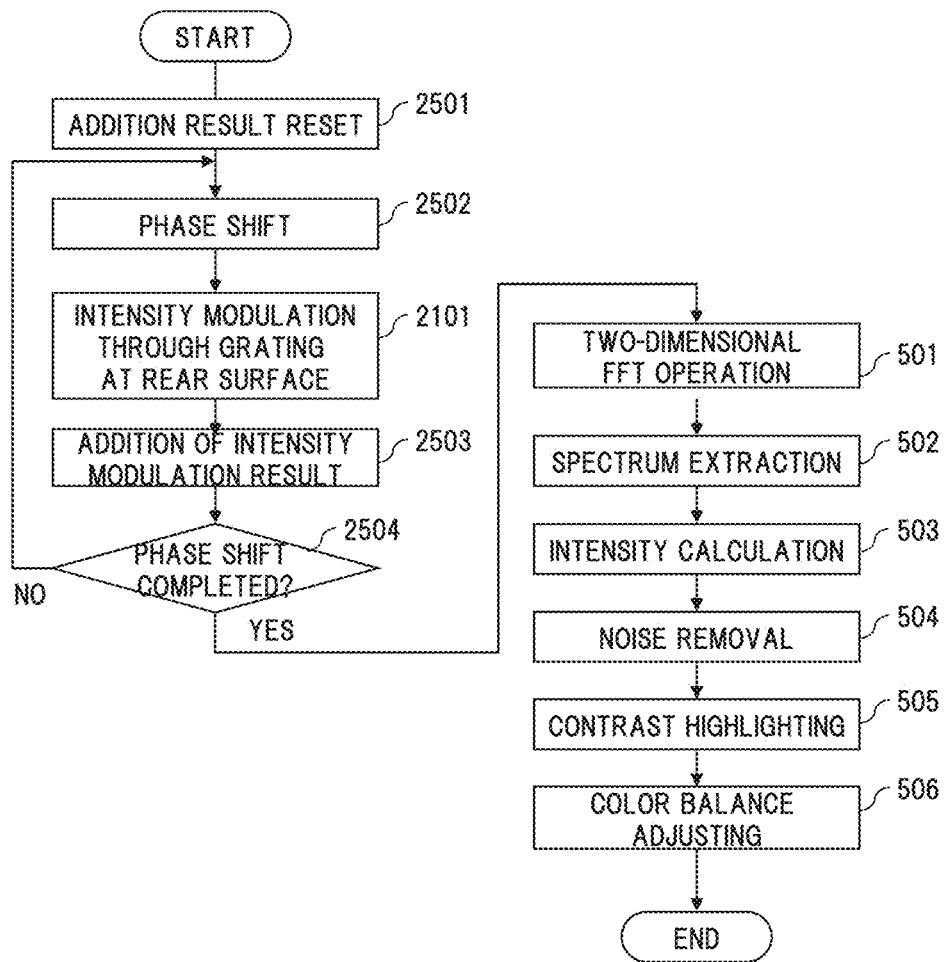 START
ADDITION RESULT RESET
2501
PHASE SHIFT
2502
INTENSITY MODULATION
THROUGH GRATING
AT REAR SURFACE
2101
ADDITION OF INTENSITY
MODULATION RESULT
2503
PHASE SHIFT
COMPLETED?
2504
NO
YES
TWO-DIMENSIONAL
FFT OPERATION
501
SPECTRUM EXTRACTION
502
INTENSITY CALCULATION
503
NOISE REMOVAL
504
CONTRAST HIGHLIGHTING
505
COLOR BALANCE
ADJUSTING
506
END